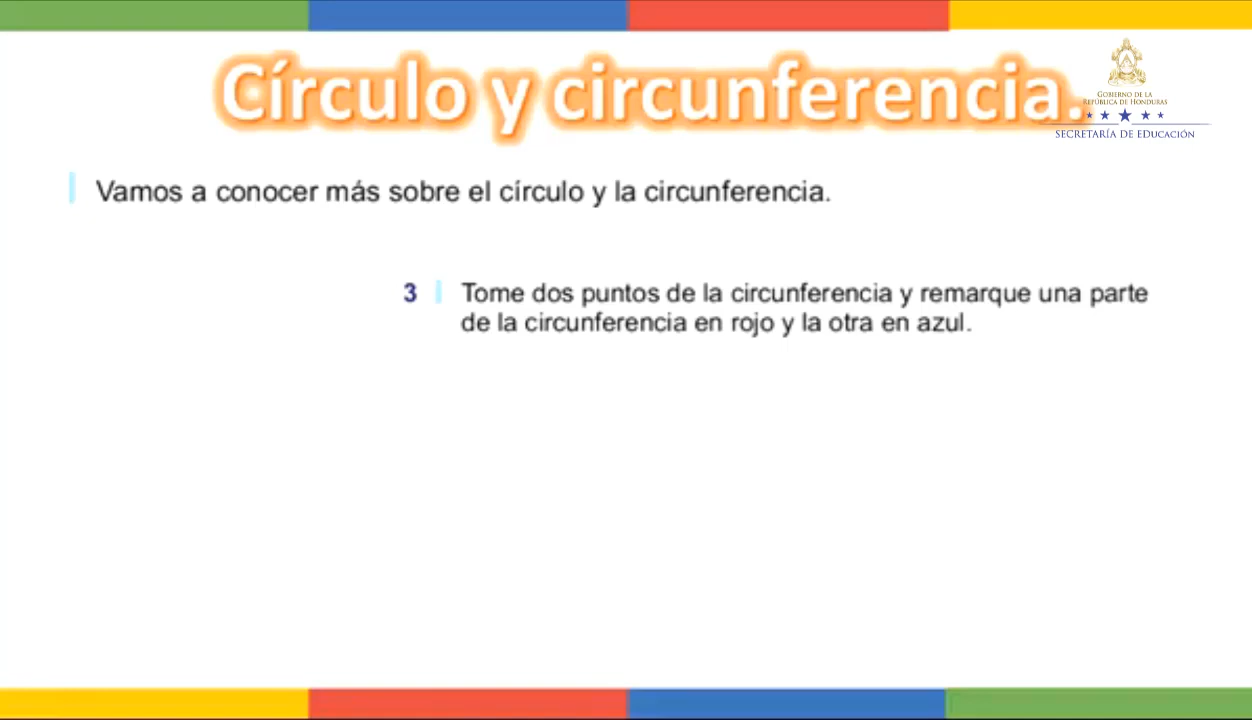 Círculo y circunferencia.
GOBIERNO DE LA
REPÚBLICA DE HONDURAS
SECRETARÍA DE EDUCACIÓN
Vamos a conocer más sobre el círculo y la circunferencia.
3 Tome dos puntos de la circunferencia y remarque una parte
de la circunferencia en rojo y la otra en azul.